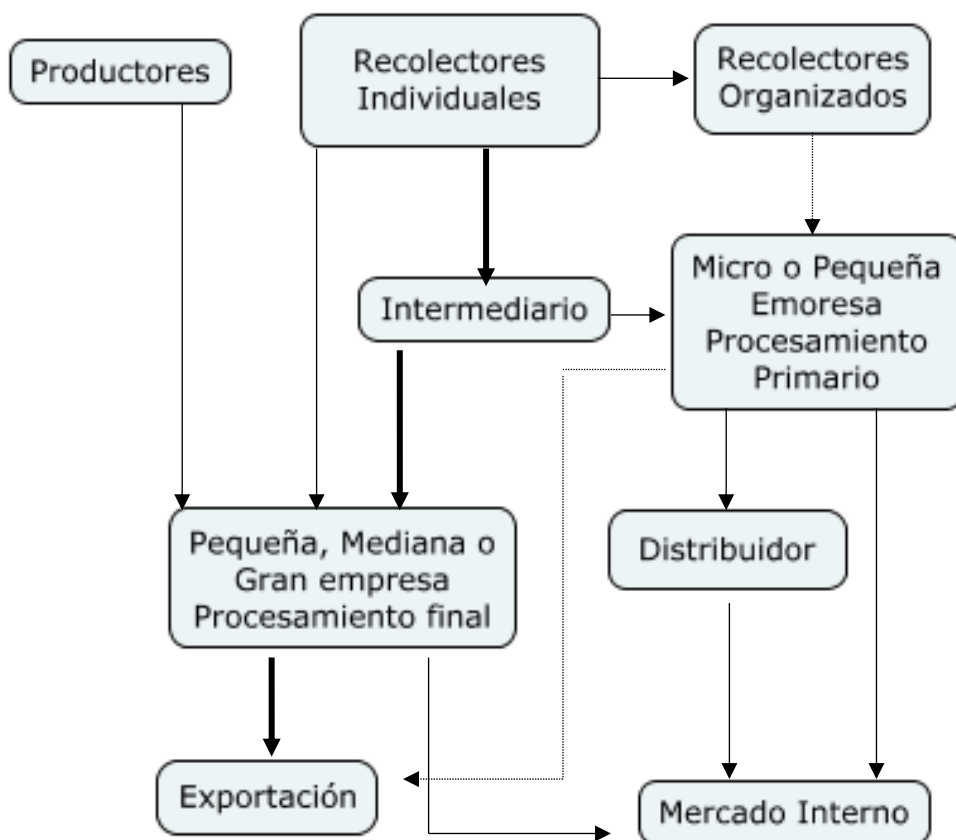 Productores
Recolectores
Individuales
Recolectores
Organizados
Intermediario
Micro o Pequeña
Emoresa
Procesamiento
Primario
Pequeña, Mediana o
Gran empresa
Procesamiento final
Distribuidor
Exportación
Mercado Interno